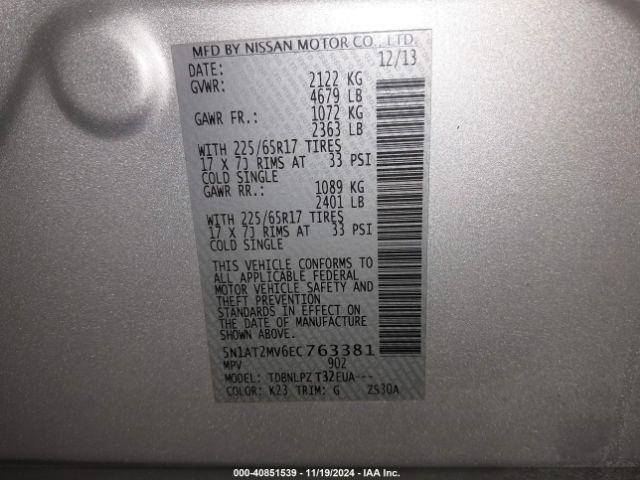 MFD BY NISSAN MOTOR CO., LTD.
DATE: 12/13
GVWR: 2122 KG
4679 LB
GAWR FR.: 1072 KG
2363 LB
WITH 225/65R17 TIRES
17 X 7J RIMS AT 33 PSI
COLD SINGLE
GAWR RR.: 1089 KG
2401 LB
WITH 225/65R17 TIRES
17 X 7J RIMS AT 33 PSI
COLD SINGLE
THIS VEHICLE CONFORMS TO
ALL APPLICABLE FEDERAL
MOTOR VEHICLE SAFETY AND
THEFT PREVENTION
STANDARDS IN EFFECT ON
THE DATE OF MANUFACTURE
SHOWN ABOVE.
5N1AT2MV6EC763381
MPV 902
MODEL: TDBNLPZ T32EUA---
COLOR: K23 TRIM: G ZS30A
000-40851539 - 11/19/2024 - IAA Inc.